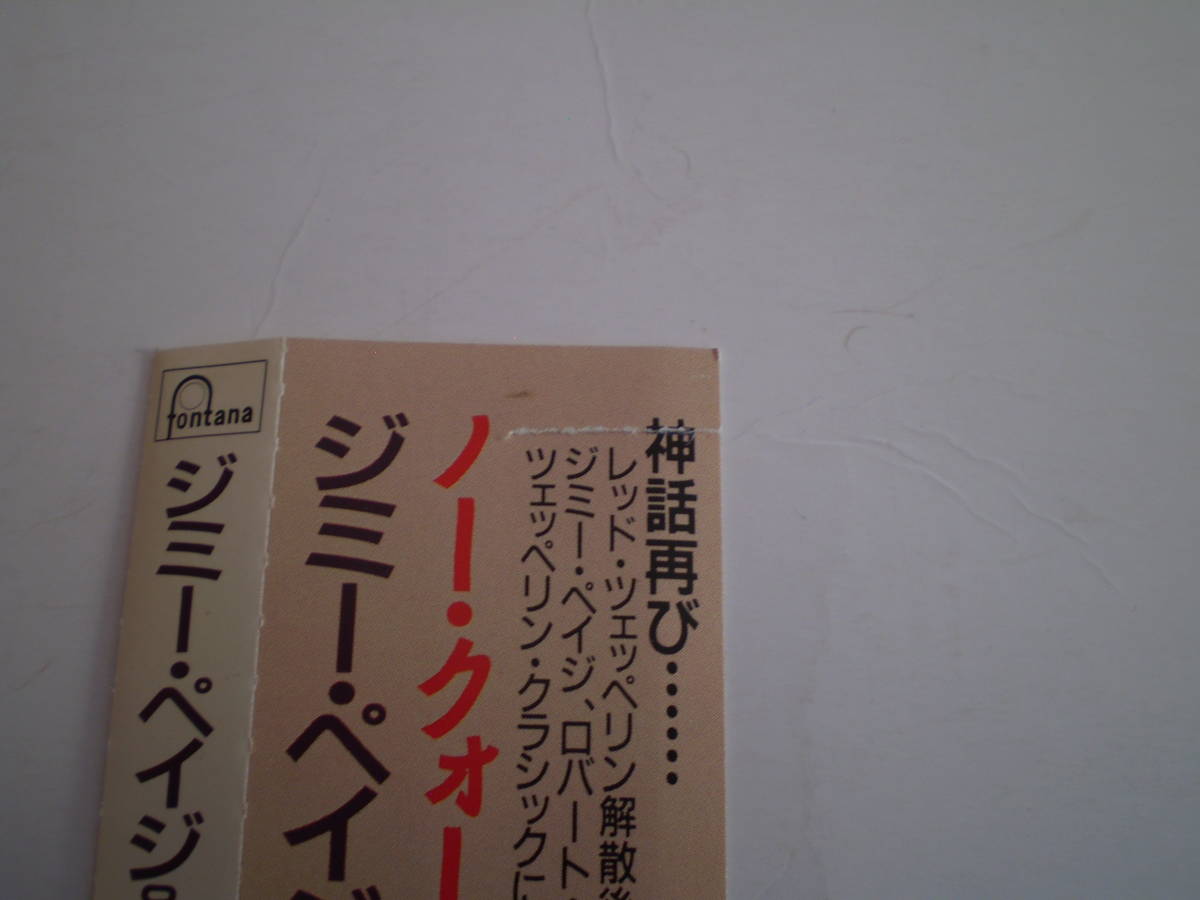 fontana
神話再び……
レッド・ツェッペリン解散後
ジミー・ペイジ、ロバート・
ツェッペリン・クラシックに
ノー・クォー
ジミー・ペイジ
ジミー・ペイジ